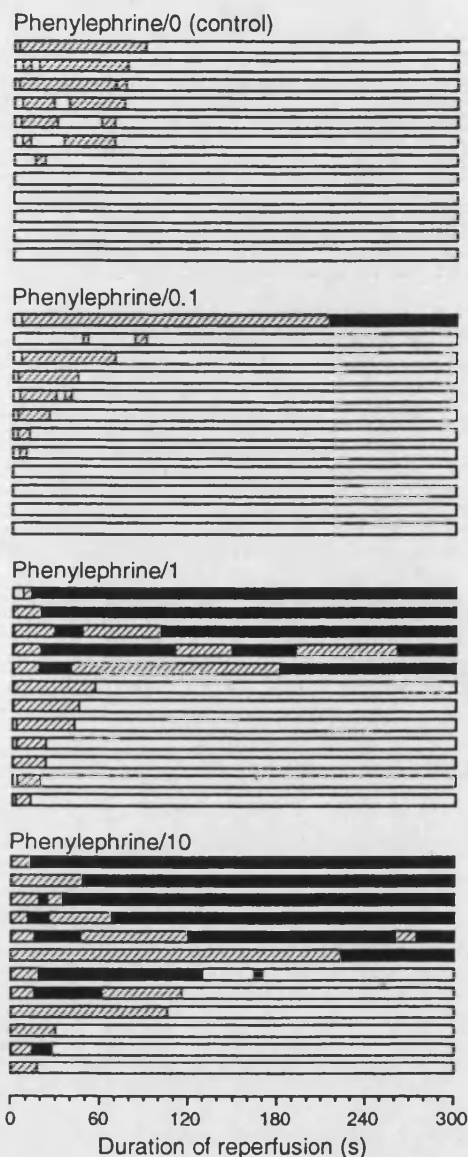 Phenylephrine/0 (control)
Phenylephrine/0.1
Phenylephrine/1
Phenylephrine/10
0 60 120 180 240 300
Duration of reperfusion (s)